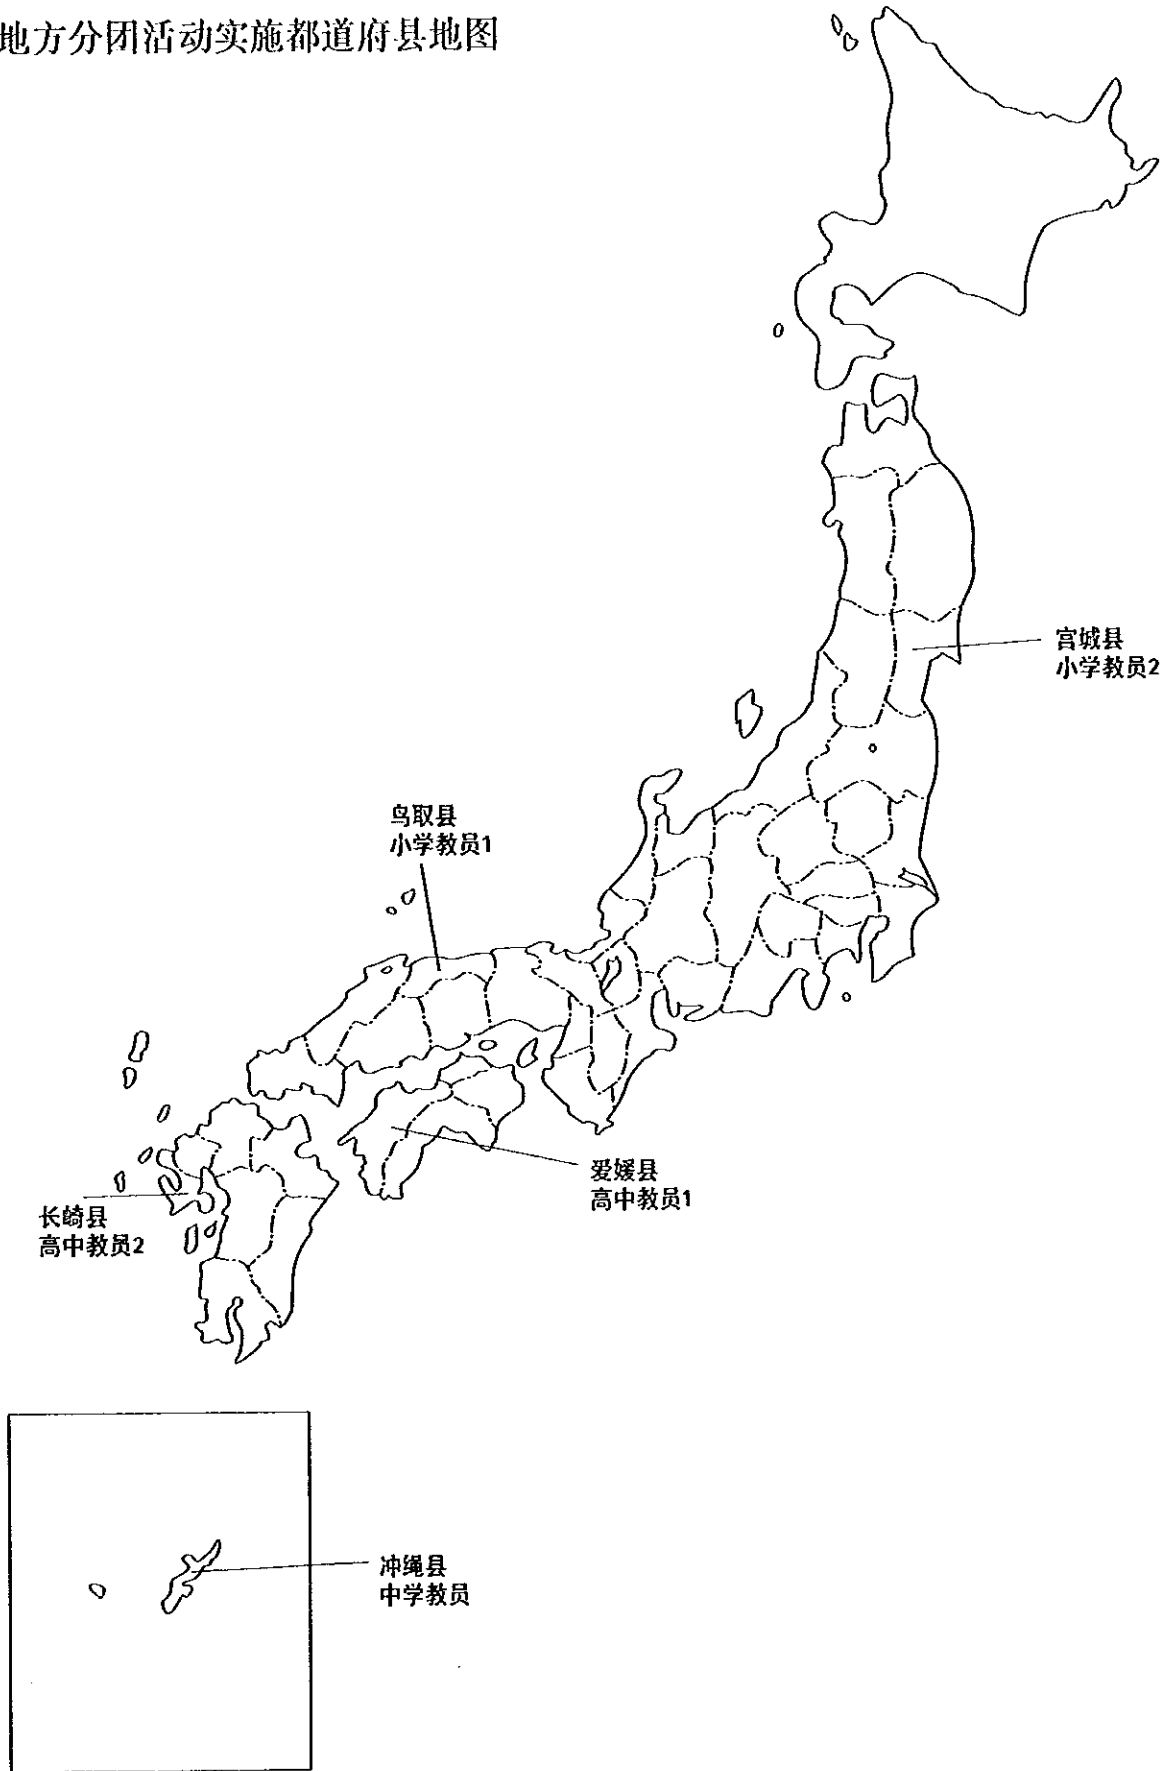 地方分团活动实施都道府县地图
宫城县
小学教员2
鸟取县
小学教员1
爱媛县
高中教员1
长崎县
高中教员2
冲绳县
中学教员